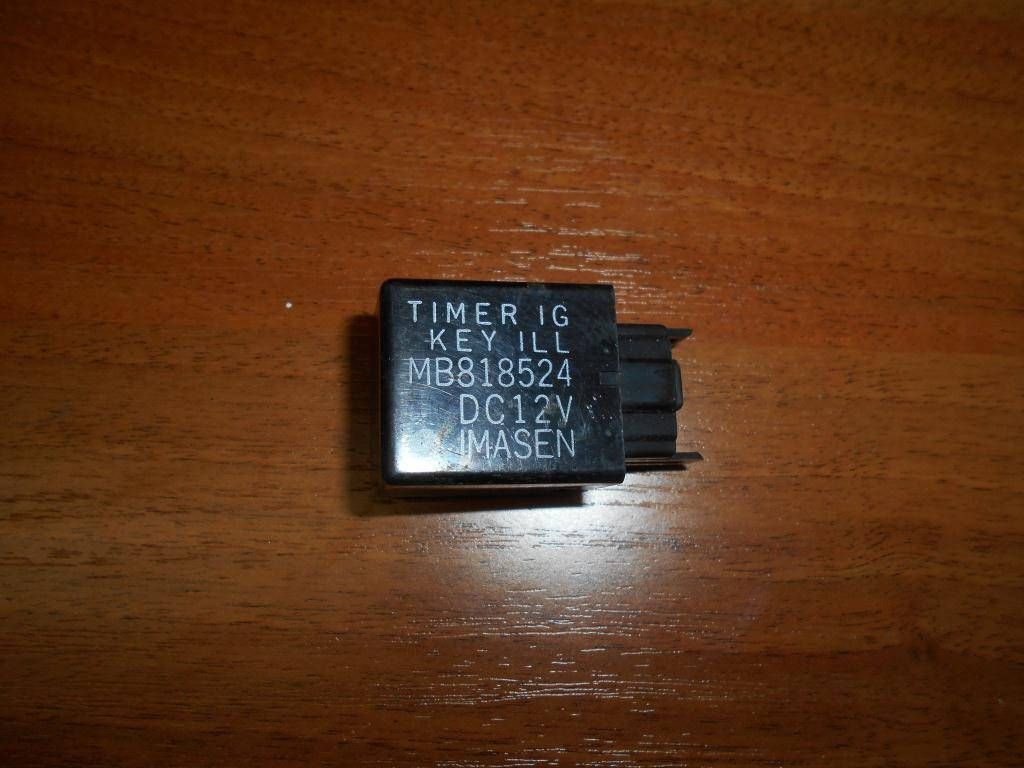 TIMER IG
KEY ILL
MB818524
DC12V
IMASEN